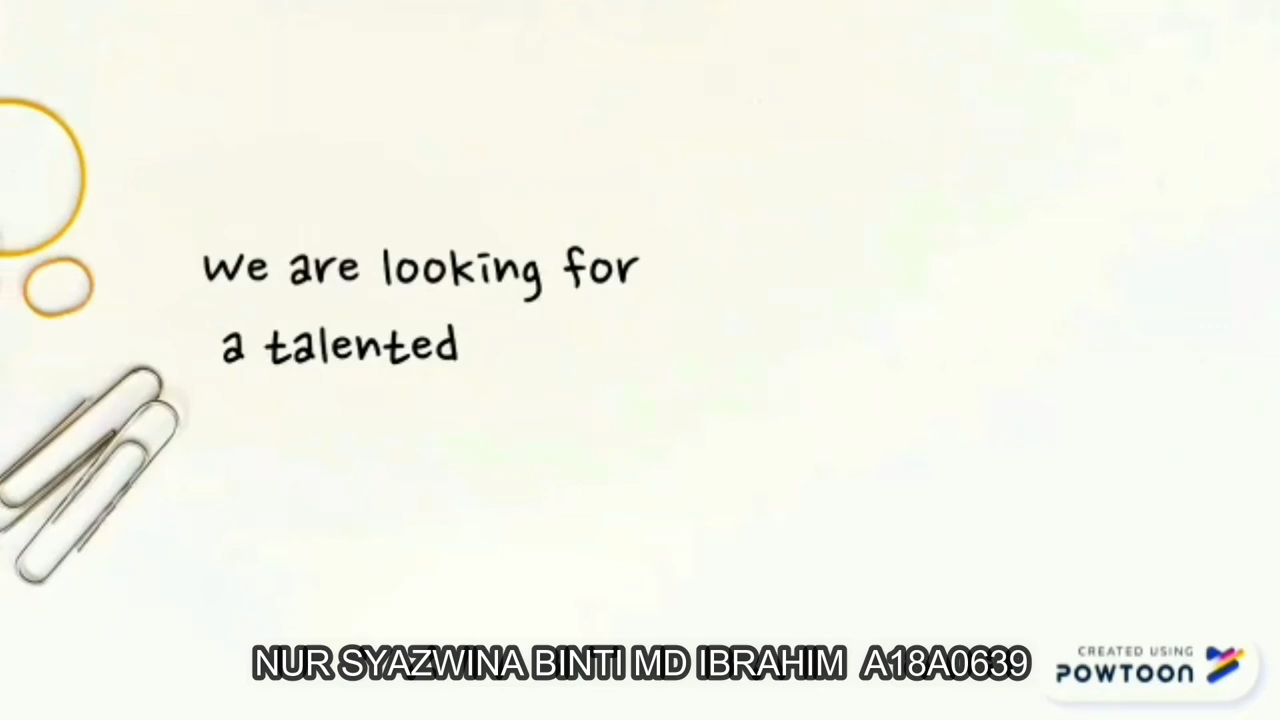 we are looking for
a talented
NUR SYAZWINA BINTI MD IBRAHIM A18A0639
CREATED USING
POWTOON